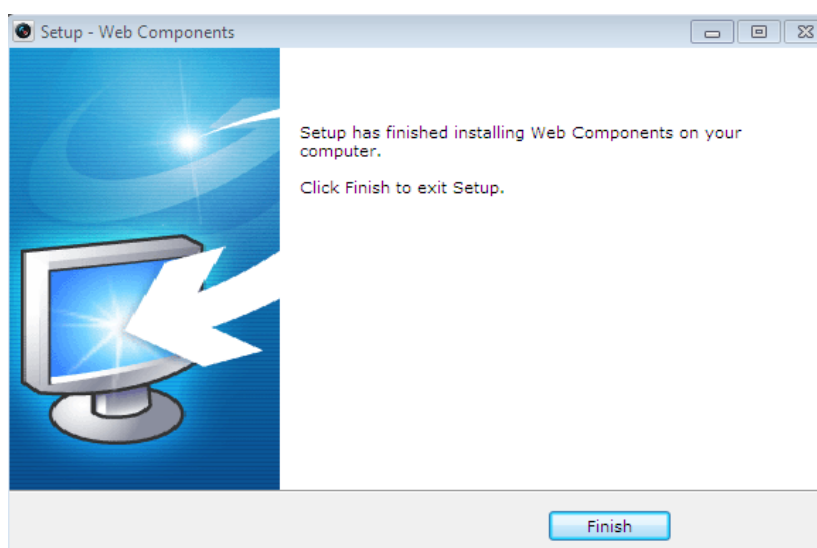 Setup - Web Components
Setup has finished installing Web Components on your
computer.
Click Finish to exit Setup.
Finish